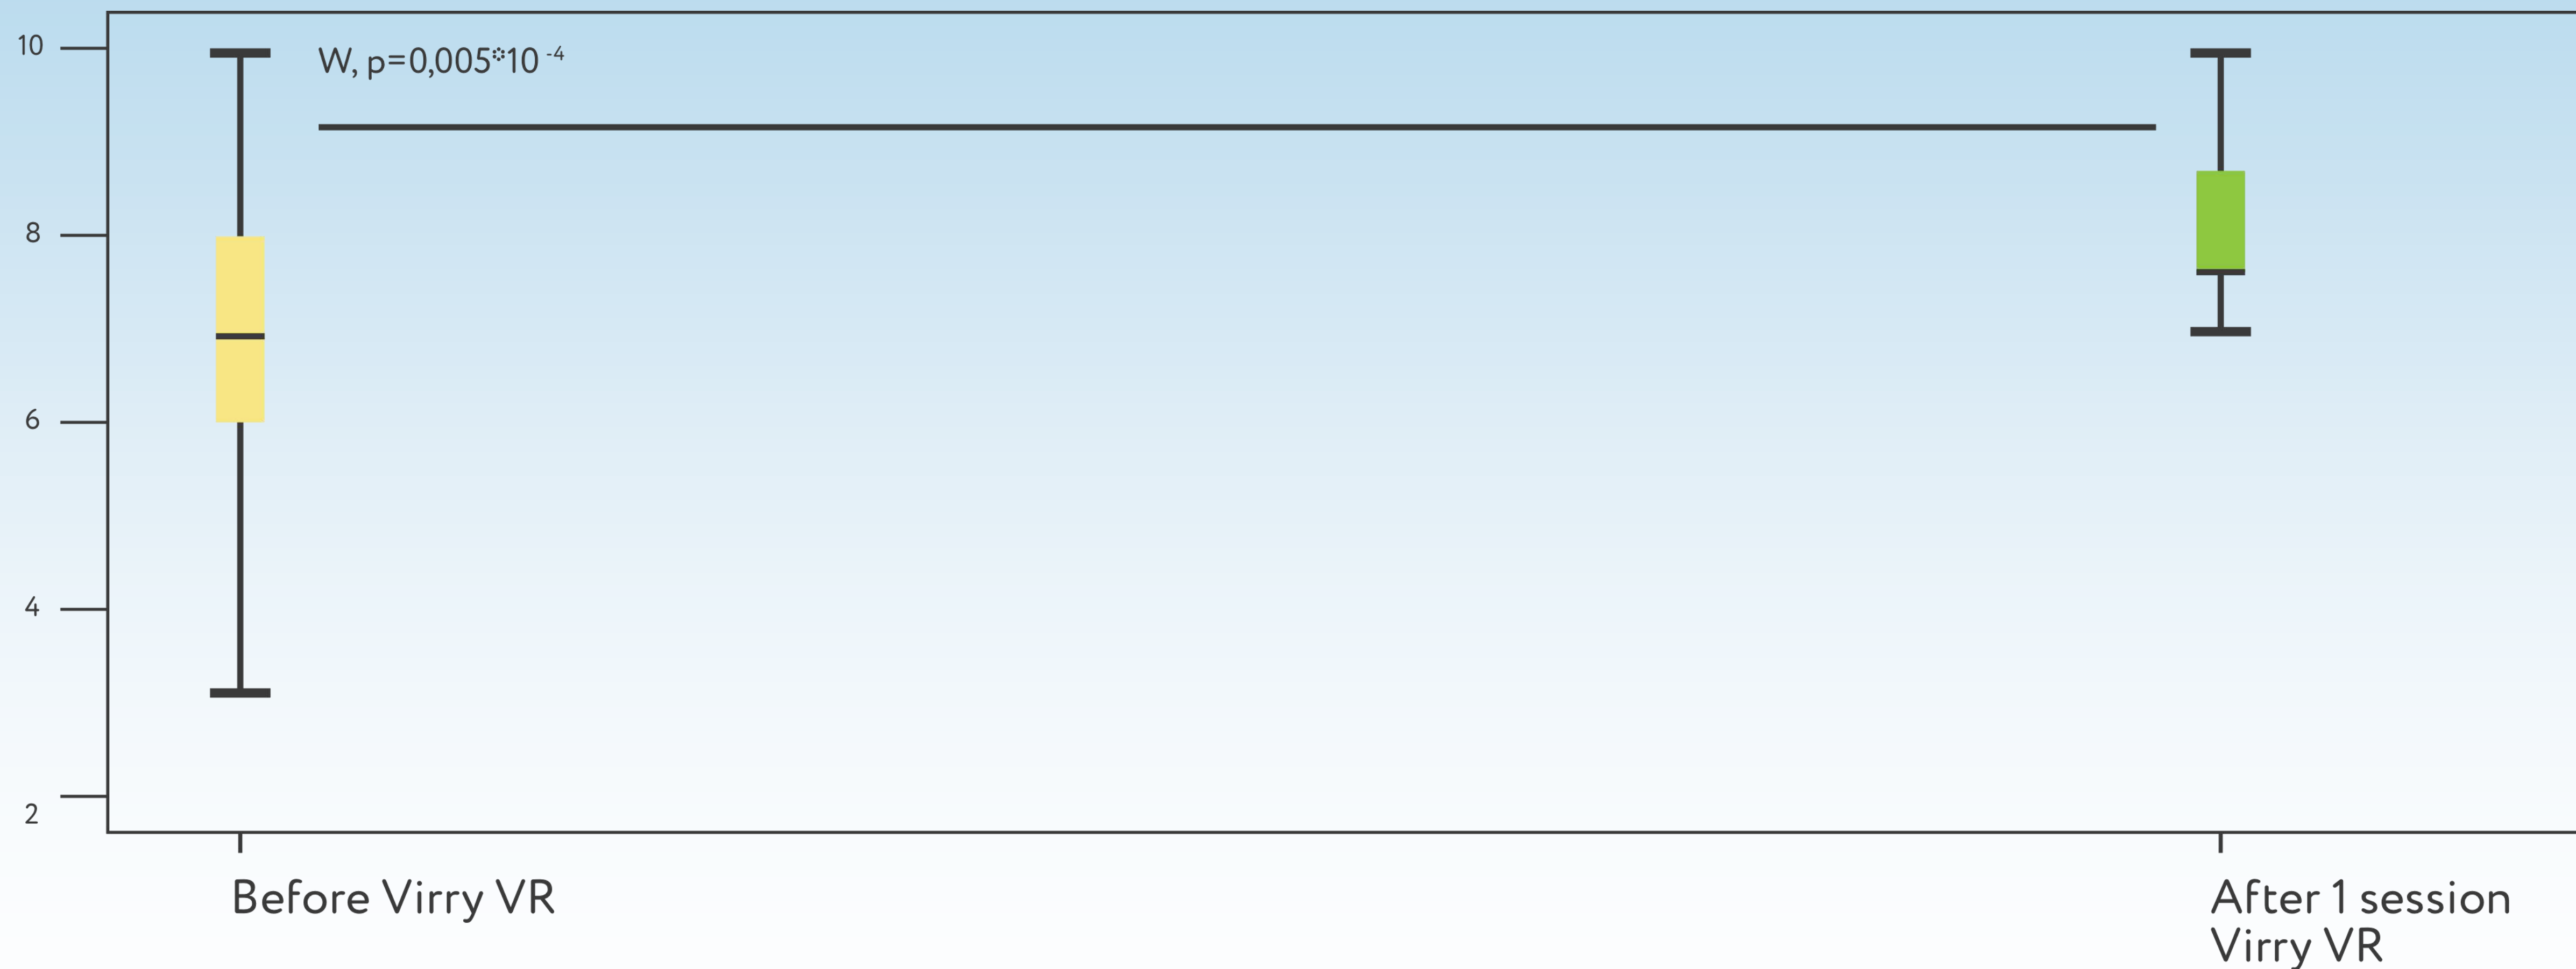 10
W, p=0,005*10 -4
8
6
4
2
Before Virry VR
After 1 session
Virry VR